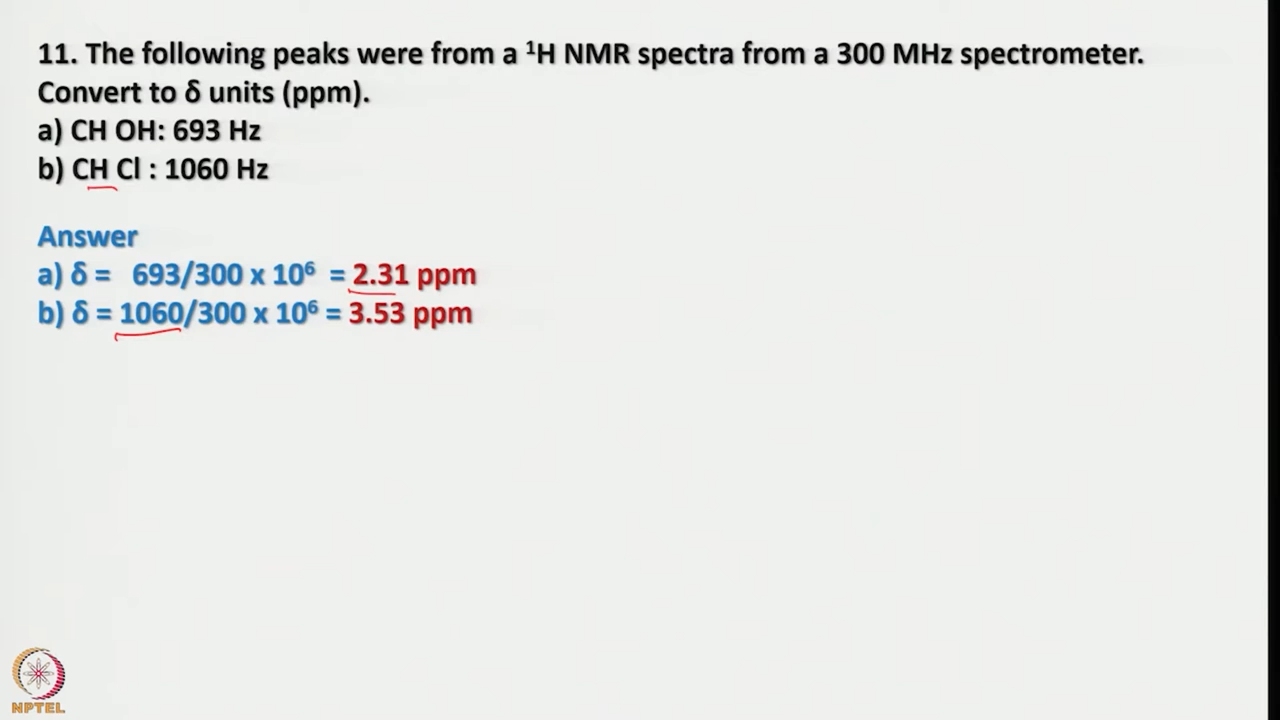 11. The following peaks were from a ¹H NMR spectra from a 300 MHz spectrometer.
Convert to δ units (ppm).
a) CH OH: 693 Hz
b) CH Cl : 1060 Hz
Answer
a) δ = 693/300 x 10⁶ = 2.31 ppm
b) δ = 1060/300 x 10⁶ = 3.53 ppm
NPTEL